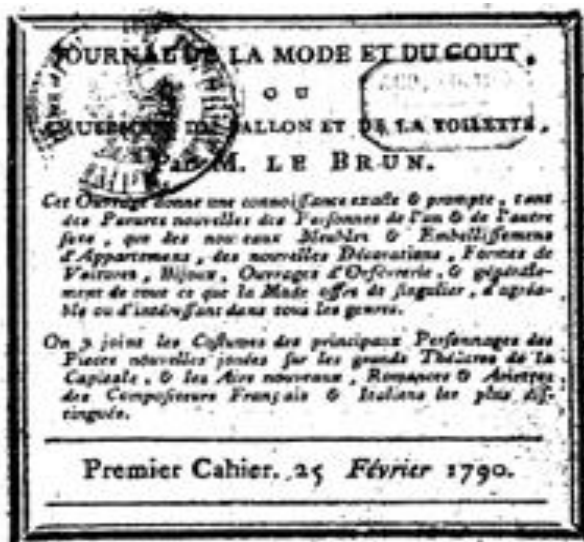 JOURNAL DE LA MODE ET DU GOUT,
OU
DU SALLON ET DE LA TOILETTE,
PAR M. LE BRUN.
Cet Ouvrage donne une connoiſſance exacte & prompte, tant
des Parures nouvelles des Perſonnes de l'un & de l'autre
ſexe, que des nouveaux Meubles & Embelliſſemens
d'Appartemens, des nouvelles Décorations, Formes de
Voitures, Bijoux, Ouvrages d'Orfévrerie, & générale-
ment de tout ce que la Mode offre de ſingulier, d'agréa-
ble ou d'intéreſſant dans tous les genres.
On y joint les Coſtumes des principaux Perſonnages des
Pieces nouvelles jouées ſur les grands Théâtres de la
Capitale, & les Airs nouveaux, Romances & Ariettes,
des Compoſiteurs Français & Italiens les plus diſ-
tingués.
Premier Cahier. 25 Février 1790.